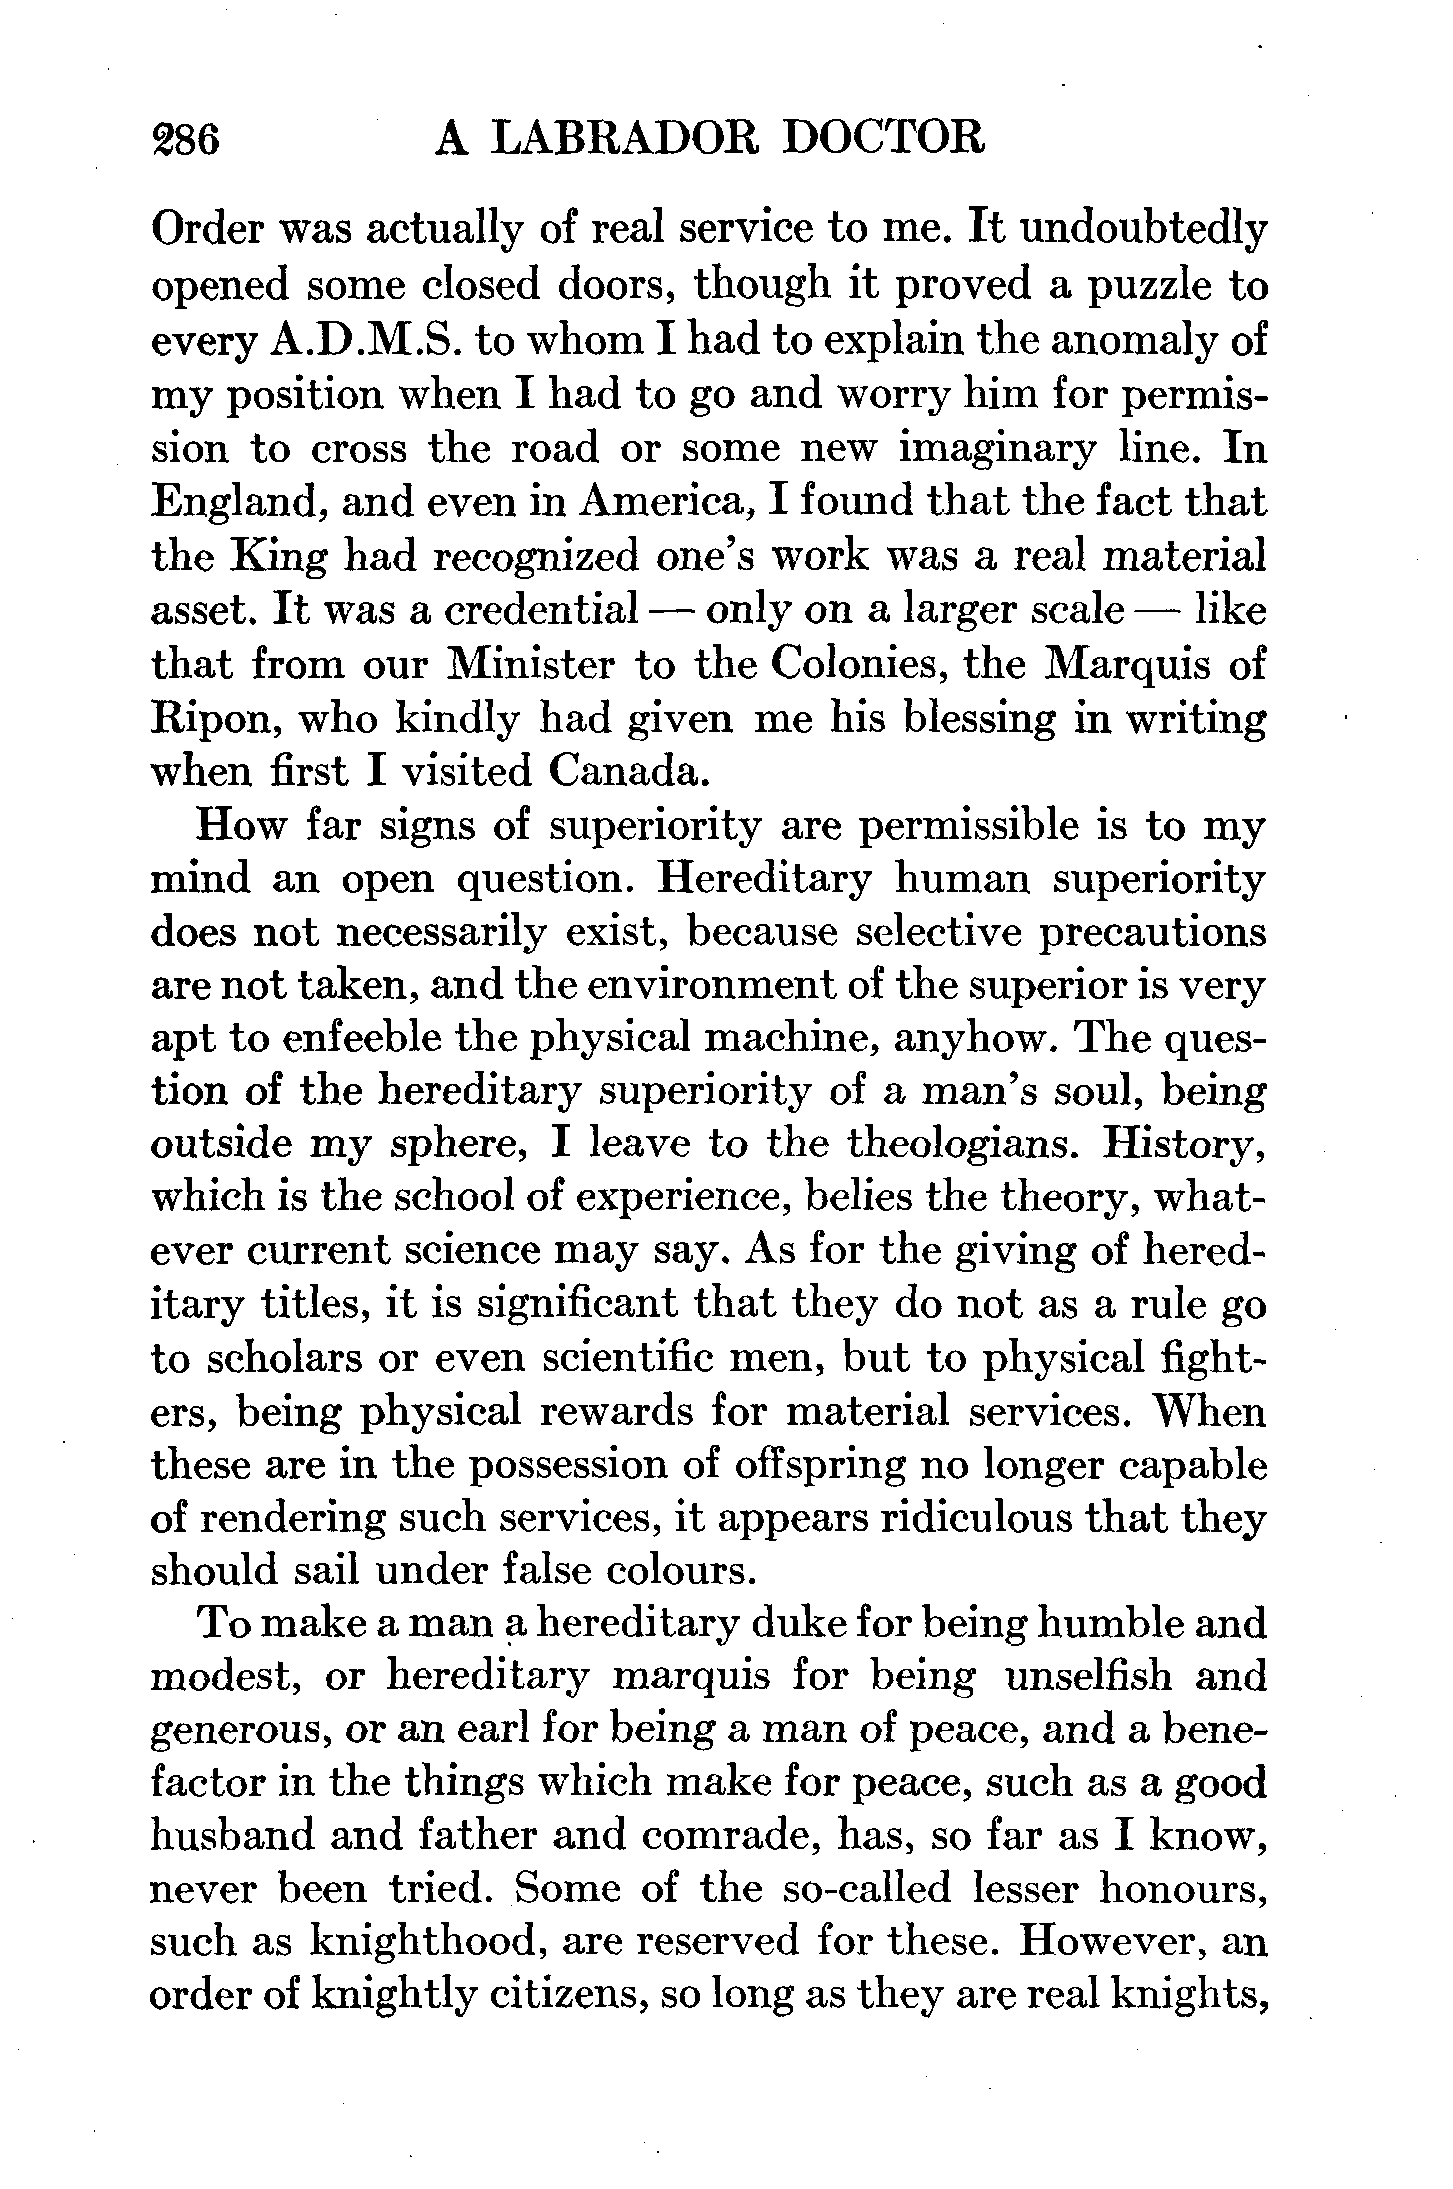 286 A LABRADOR DOCTOR
Order was actually of real service to me. It undoubtedly
opened some closed doors, though it proved a puzzle to
every A.D.M.S. to whom I had to explain the anomaly of
my position when I had to go and worry him for permis-
sion to cross the road or some new imaginary line. In
England, and even in America, I found that the fact that
the King had recognized one's work was a real material
asset. It was a credential — only on a larger scale — like
that from our Minister to the Colonies, the Marquis of
Ripon, who kindly had given me his blessing in writing
when first I visited Canada.
How far signs of superiority are permissible is to my
mind an open question. Hereditary human superiority
does not necessarily exist, because selective precautions
are not taken, and the environment of the superior is very
apt to enfeeble the physical machine, anyhow. The ques-
tion of the hereditary superiority of a man's soul, being
outside my sphere, I leave to the theologians. History,
which is the school of experience, belies the theory, what-
ever current science may say. As for the giving of hered-
itary titles, it is significant that they do not as a rule go
to scholars or even scientific men, but to physical fight-
ers, being physical rewards for material services. When
these are in the possession of offspring no longer capable
of rendering such services, it appears ridiculous that they
should sail under false colours.
To make a man a hereditary duke for being humble and
modest, or hereditary marquis for being unselfish and
generous, or an earl for being a man of peace, and a bene-
factor in the things which make for peace, such as a good
husband and father and comrade, has, so far as I know,
never been tried. Some of the so-called lesser honours,
such as knighthood, are reserved for these. However, an
order of knightly citizens, so long as they are real knights,